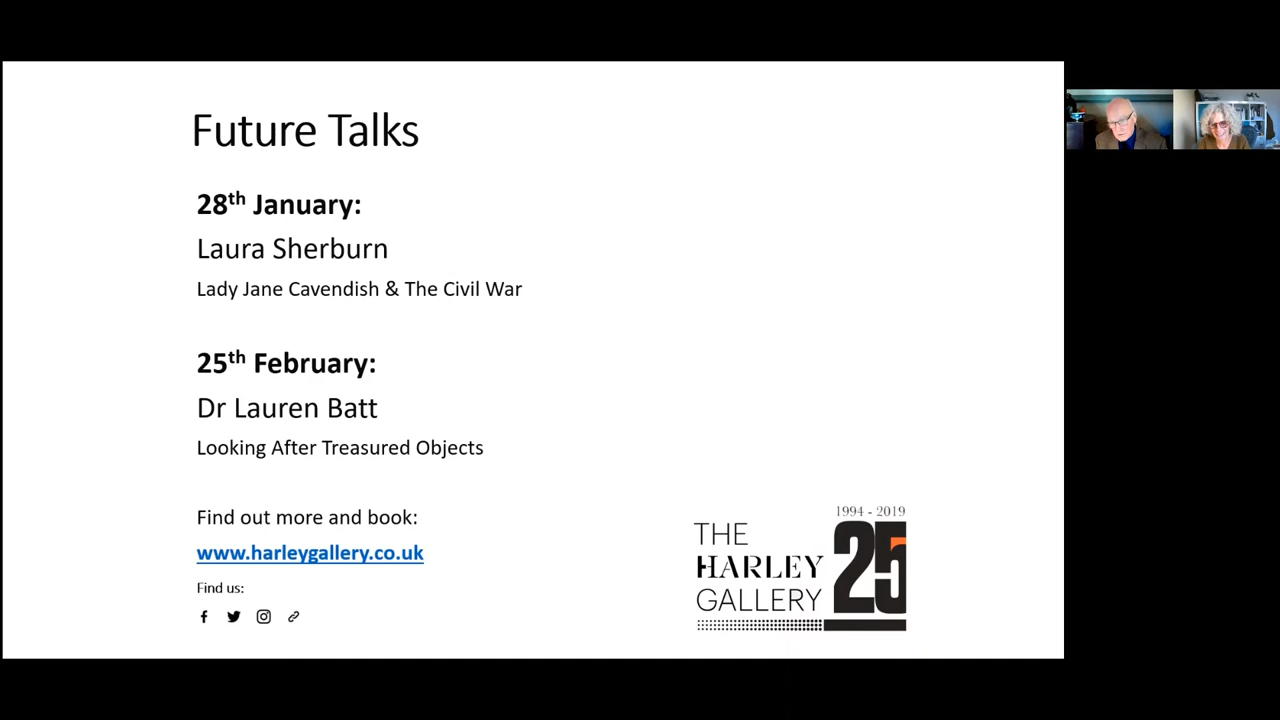 Future Talks
28th January:
Laura Sherburn
Lady Jane Cavendish & The Civil War
25th February:
Dr Lauren Batt
Looking After Treasured Objects
Find out more and book:
www.harleygallery.co.uk
Find us:
1994 - 2019
THE
HARLEY
GALLERY
25